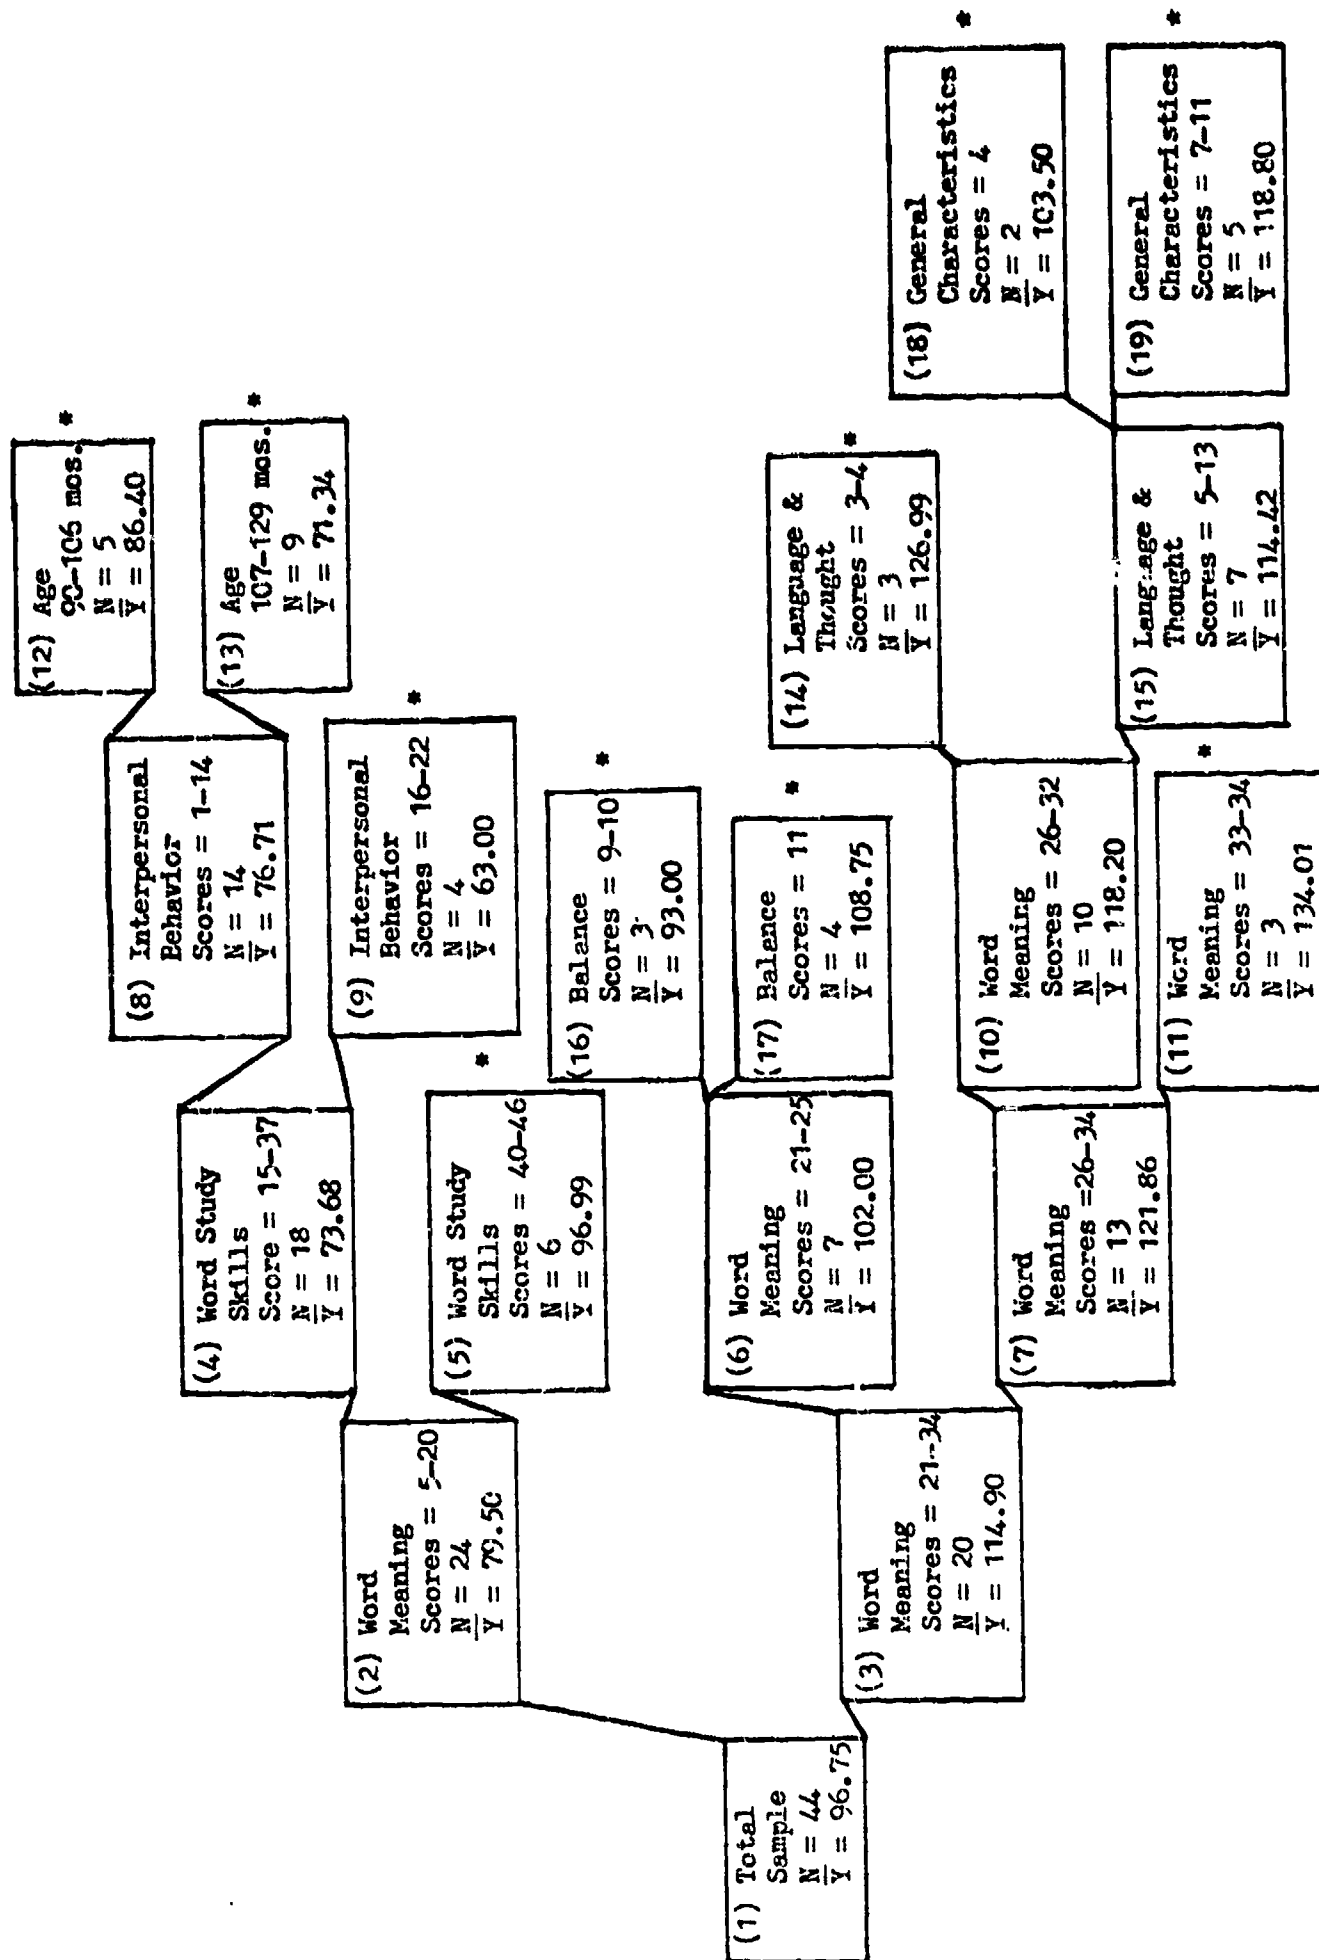 (1) Total
Sample
N = 44
Y = 96.75
(2) Word
Meaning
Scores = 5-20
N = 24
Y = 79.50
(3) Word
Meaning
Scores = 21-34
N = 20
Y = 114.90
(4) Word Study
Skills
Score = 15-37
N = 18
Y = 73.68
(5) Word Study *
Skills
Scores = 40-46
N = 6
Y = 96.99
(6) Word
Meaning
Scores = 21-25
N = 7
Y = 102.00
(7) Word
Meaning
Scores =26-34
N = 13
Y = 121.86
(8) Interpersonal
Behavior
Scores = 1-14
N = 14
Y = 76.71
(9) Interpersonal *
Behavior
Scores = 16-22
N = 4
Y = 63.00
(16) Balance *
Scores = 9-10
N = 3
Y = 93.00
(17) Balance *
Scores = 11
N = 4
Y = 108.75
(10) Word
Meaning
Scores = 26-32
N = 10
Y = 118.20
(11) Word *
Meaning
Scores = 33-34
N = 3
Y = 134.01
(12) Age
90-106 mos. *
N = 5
Y = 86.40
(13) Age *
107-129 mos.
N = 9
Y = 71.34
(14) Language & *
Thought
Scores = 3-4
N = 3
Y = 126.99
(15) Language &
Thought
Scores = 5-13
N = 7
Y = 114.42
(18) General *
Characteristics
Scores = 4
N = 2
Y = 103.50
(19) General *
Characteristics
Scores = 7-11
N = 5
Y = 118.80